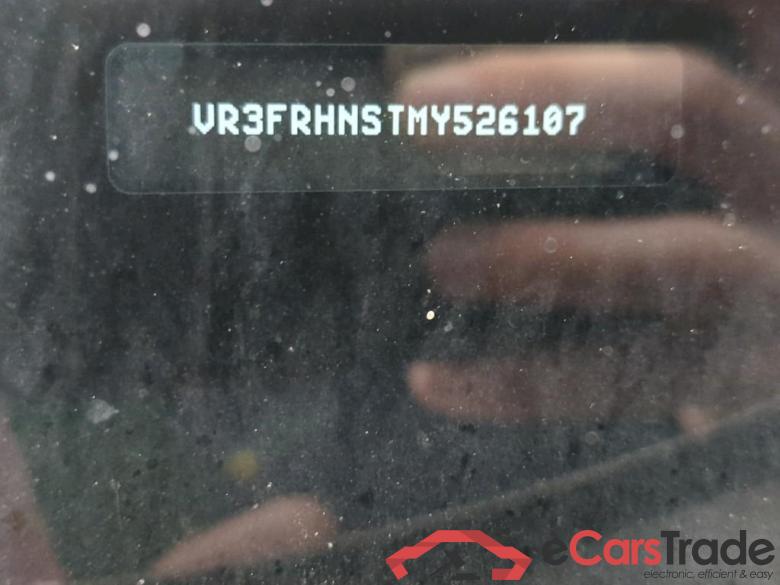 VR3FRHNSTMY526107
eCarsTrade
electronic, efficient & easy